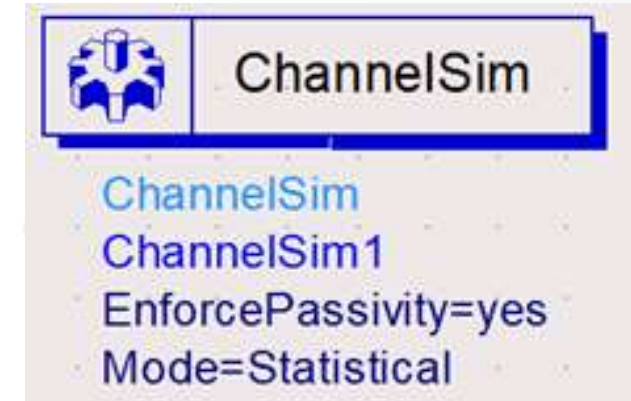 ChannelSim
ChannelSim
ChannelSim1
EnforcePassivity=yes
Mode=Statistical